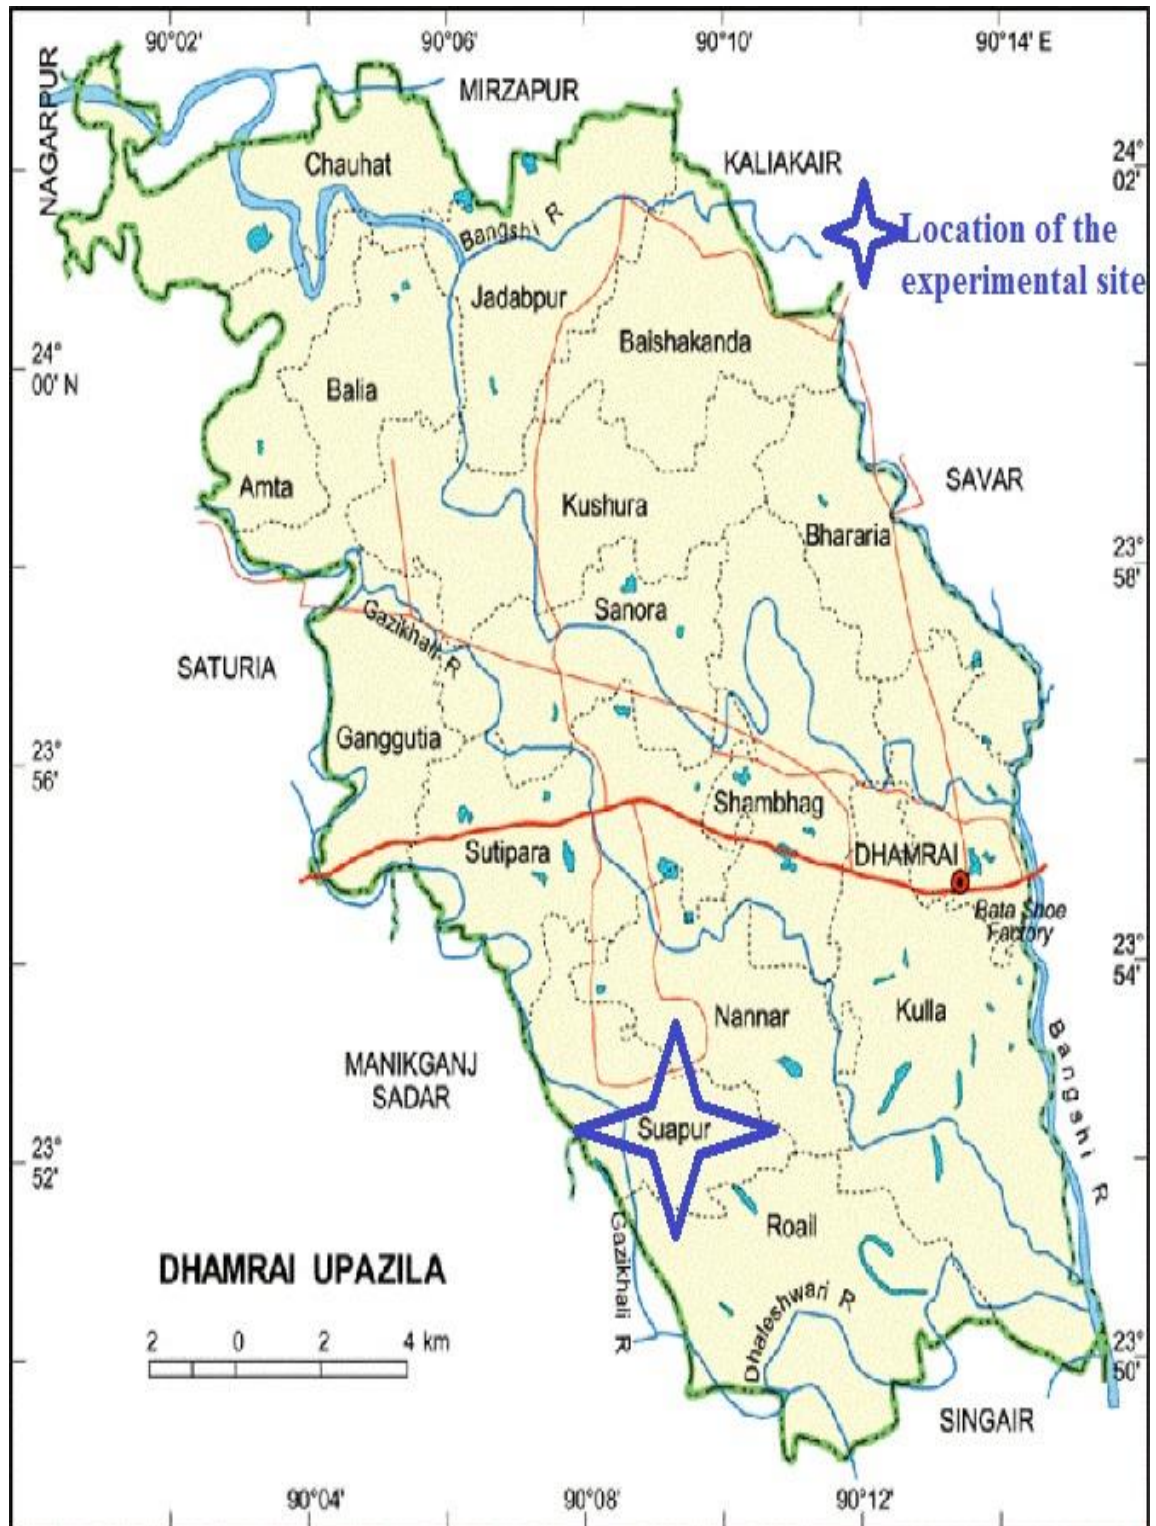 90°02'
90°06'
90°10'
90°14' E
NAGARPUR
MIRZAPUR
KALIAKAIR
24°
02'
Chauhat
Bangshi R
Location of the
experimental site
Jadabpur
Baishakanda
24°
00' N
Balia
Amta
Kushura
SAVAR
Bhararia
23°
58'
Sanora
Gazikhali R
SATURIA
Ganggutia
23°
56'
Shambhag
Sutipara
DHAMRAI
Bata Shoe
Factory
23°
54'
Nannar
Kulla
Bangshi R
MANIKGANJ
SADAR
Suapur
23°
52'
Roail
Gazikhali R
DHAMRAI UPAZILA
Dhaleshwari R
2 0 2 4 km
23°
50'
SINGAIR
90°04'
90°08'
90°12'